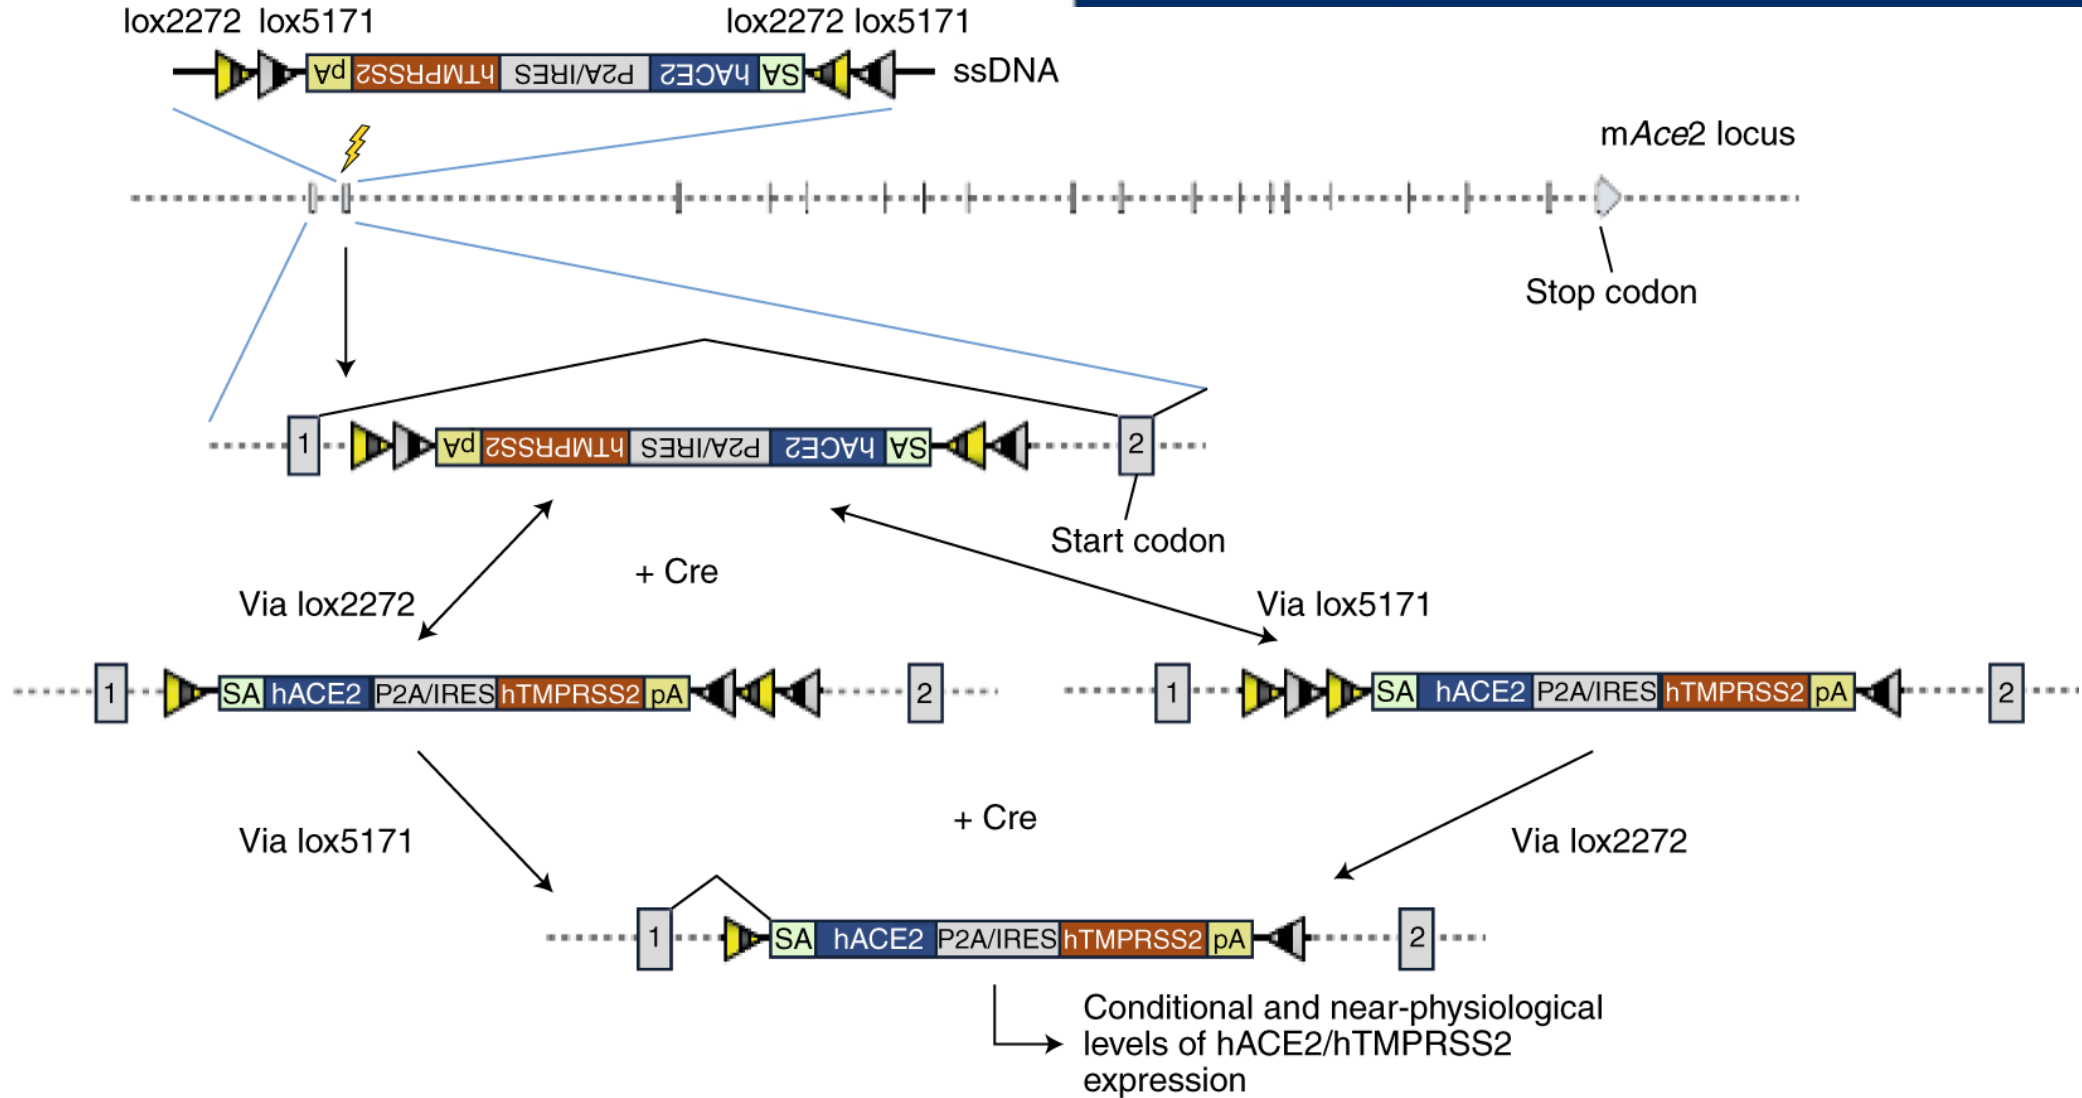 lox2272 lox5171 lox2272 lox5171
pA hTMPRSS2 P2A/IRES hACE2 SA ssDNA
mAce2 locus
Stop codon
1 pA hTMPRSS2 P2A/IRES hACE2 SA 2
Start codon
+ Cre
Via lox2272 Via lox5171
1 SA hACE2 P2A/IRES hTMPRSS2 pA 2 1 SA hACE2 P2A/IRES hTMPRSS2 pA 2
+ Cre
Via lox5171 Via lox2272
1 SA hACE2 P2A/IRES hTMPRSS2 pA 2
Conditional and near-physiological
levels of hACE2/hTMPRSS2
expression